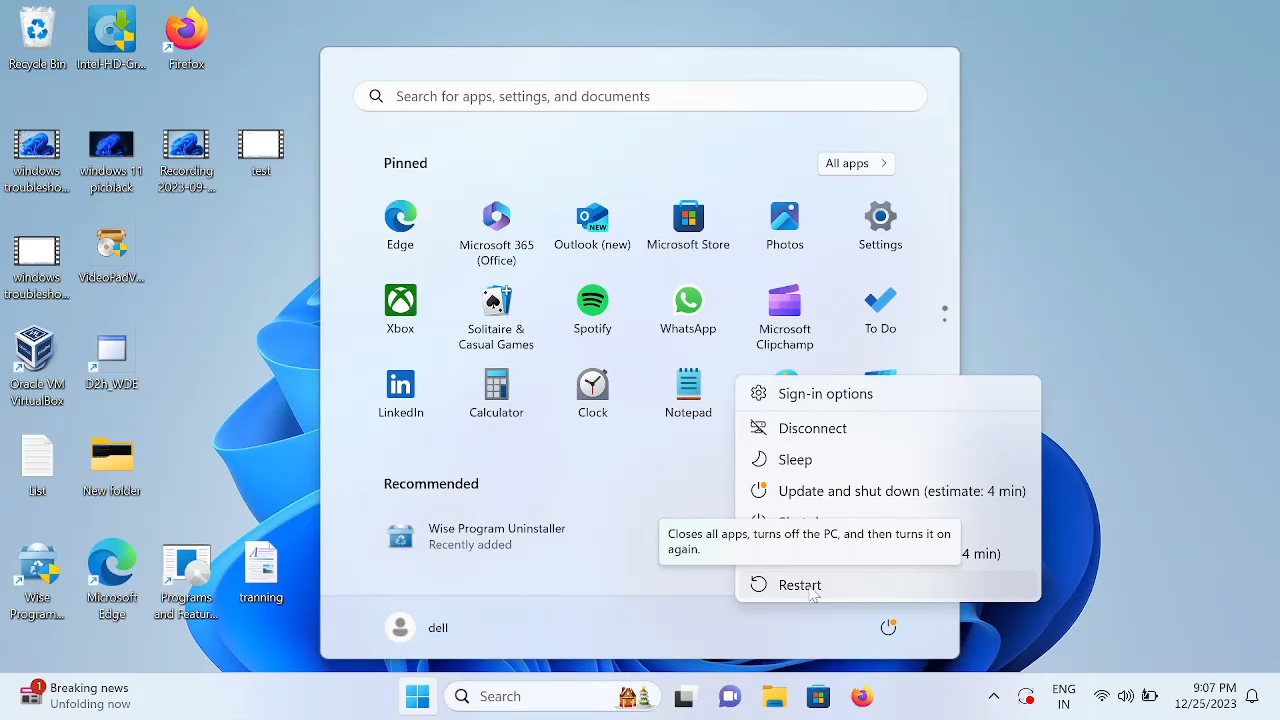 Recycle Bin
Intel-HD-Gr...
Firefox
windows
troublesho...
windows 11
picblack
Recording
2023-09-...
test
windows
troublesho...
VideoPadV...
Oracle VM
VirtualBox
D2h_WDE
List
New folder
Wise
Program...
Microsoft
Edge
Programs
and Featur...
tranning
Search for apps, settings, and documents
Pinned
All apps
Edge
Microsoft 365
(Office)
NEW
Outlook (new)
Microsoft Store
Photos
Settings
Xbox
Solitaire &
Casual Games
Spotify
WhatsApp
Microsoft
Clipchamp
To Do
LinkedIn
Calculator
Clock
Notepad
Recommended
Wise Program Uninstaller
Recently added
Sign-in options
Disconnect
Sleep
Update and shut down (estimate: 4 min)
Closes all apps, turns off the PC, and then turns it on
again.
4 min)
Restart
dell
1
Breaking news
Unfolding now
Search
ENG
IN
9:07 PM
12/25/2023